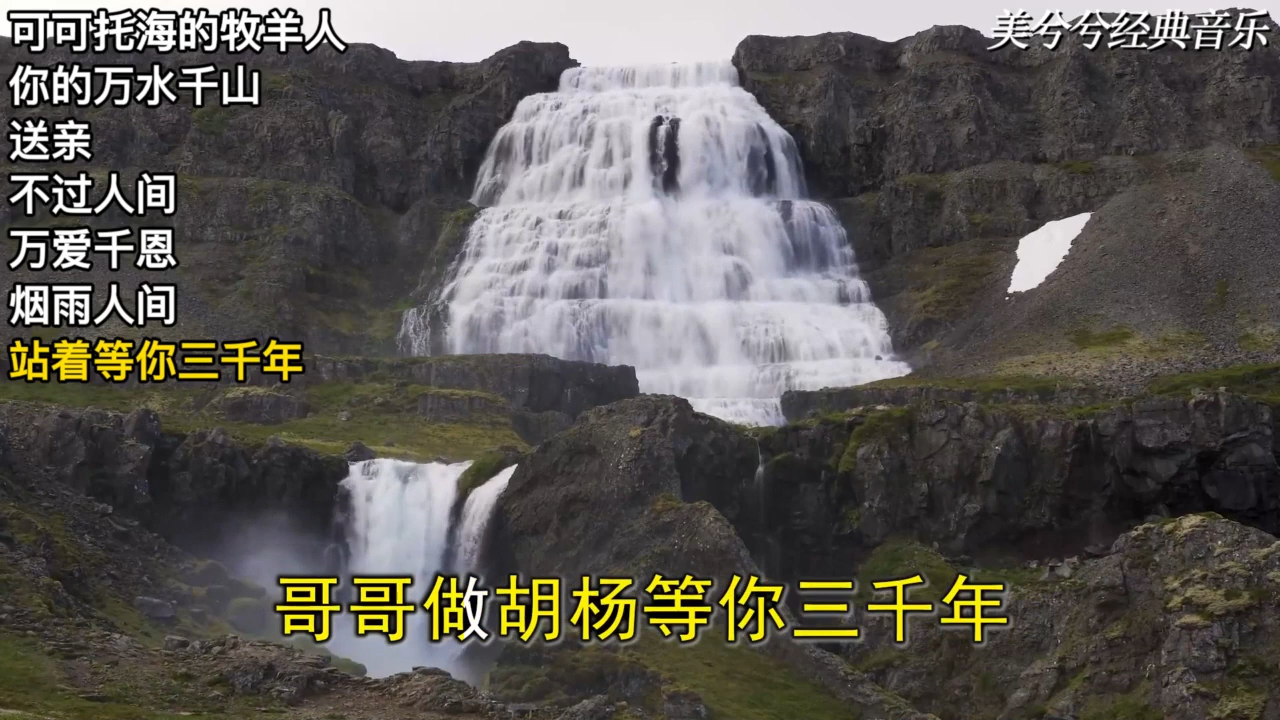 可可托海的牧羊人
美兮兮经典音乐
你的万水千山
送亲
不过人间
万爱千恩
烟雨人间
站着等你三千年
哥哥做胡杨等你三千年